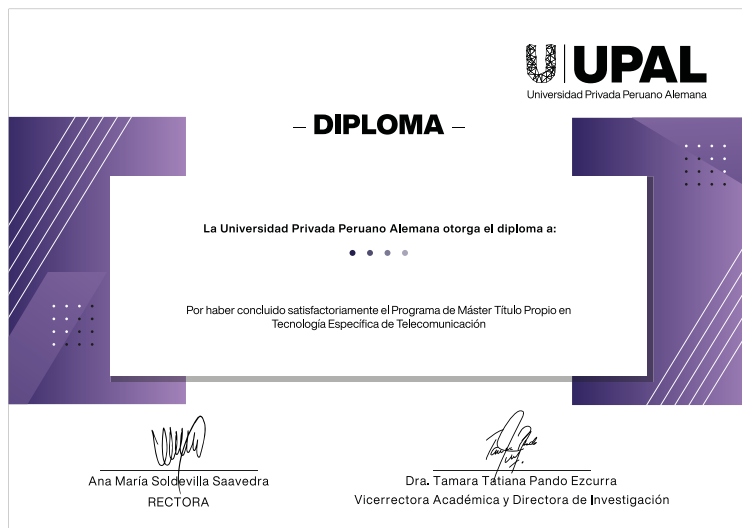 UPAL
Universidad Privada Peruano Alemana
– DIPLOMA –
La Universidad Privada Peruano Alemana otorga el diploma a:
Por haber concluido satisfactoriamente el Programa de Máster Título Propio en
Tecnología Específica de Telecomunicación
Ana María Soldevilla Saavedra
RECTORA
Dra. Tamara Tatiana Pando Ezcurra
Vicerrectora Académica y Directora de Investigación